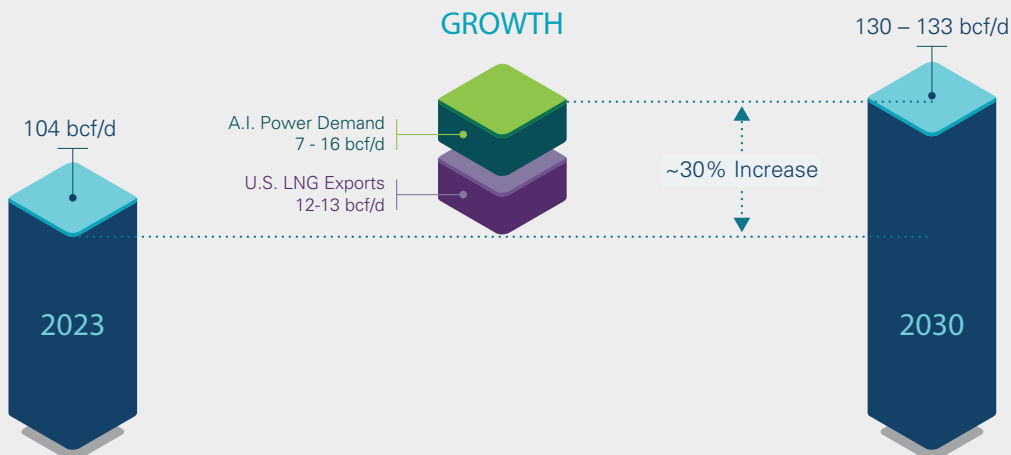 GROWTH
130 – 133 bcf/d
104 bcf/d
A.I. Power Demand
7 - 16 bcf/d
~30% Increase
U.S. LNG Exports
12-13 bcf/d
2023
2030